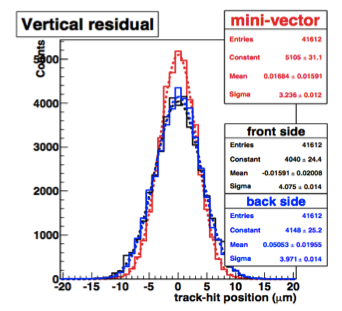 Vertical residual
mini-vector
Entries 41612
Constant 5105 ± 31.1
Mean 0.01684 ± 0.01591
Sigma 3.236 ± 0.012
front side
Entries 41612
Constant 4040 ± 24.4
Mean -0.01591 ± 0.02008
Sigma 4.075 ± 0.014
back side
Entries 41612
Constant 4148 ± 25.2
Mean 0.05053 ± 0.01955
Sigma 3.971 ± 0.014
Counts
5000
4000
3000
2000
1000
0
-20 -15 -10 -5 0 5 10 15 20
track-hit position (μm)